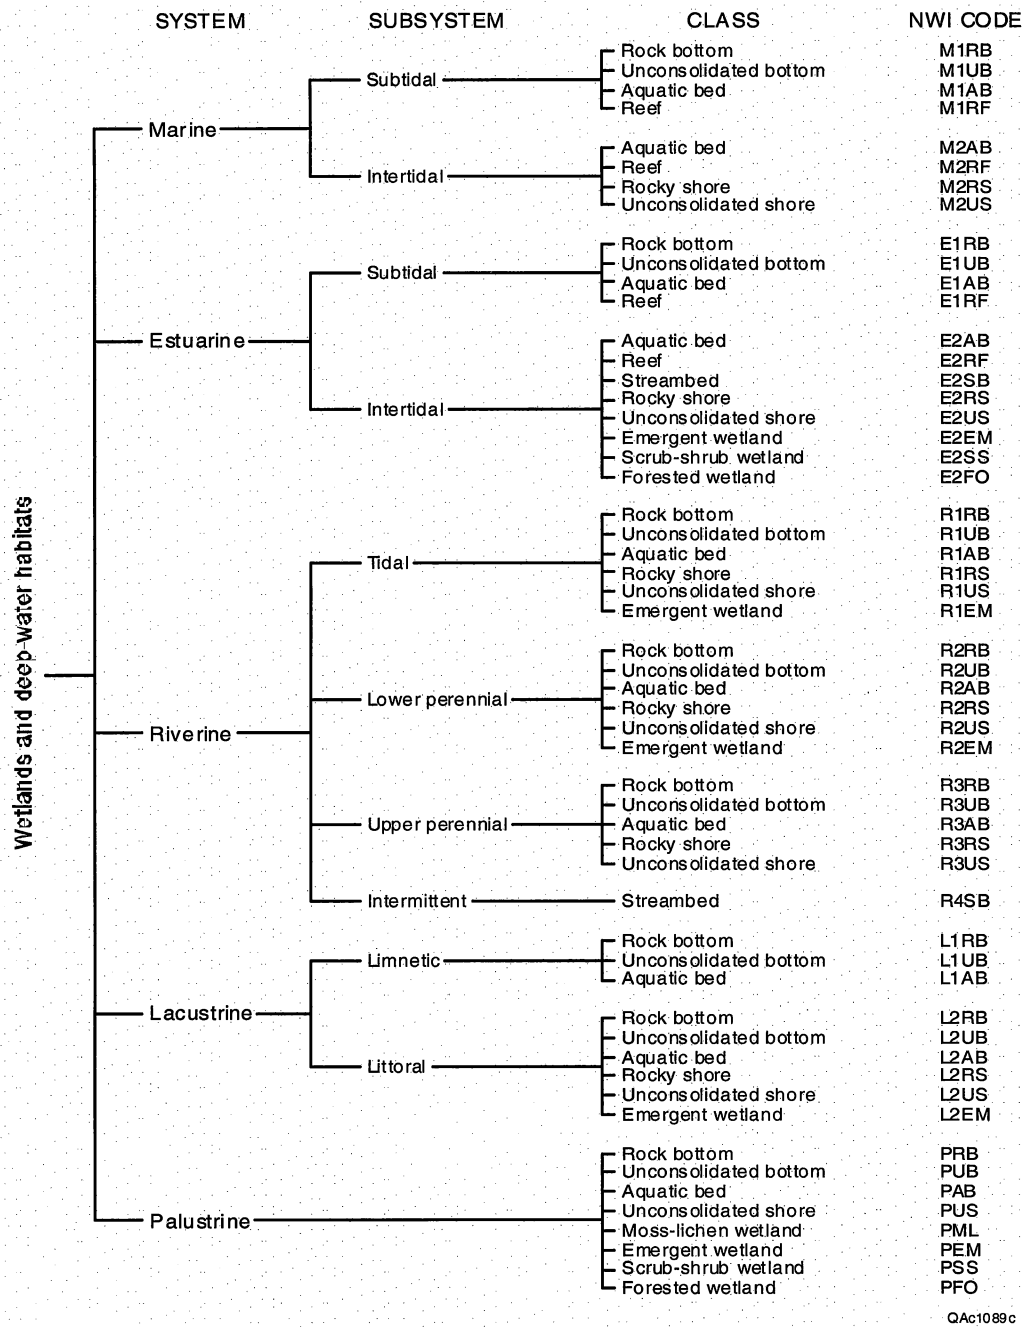 SYSTEM SUBSYSTEM CLASS NWI CODE
Rock bottom M1RB
Unconsolidated bottom M1UB
Subtidal
Aquatic bed M1AB
Reef M1RF
Marine
Aquatic bed M2AB
Reef M2RF
Intertidal
Rocky shore M2RS
Unconsolidated shore M2US
Rock bottom E1RB
Unconsolidated bottom E1UB
Subtidal
Aquatic bed E1AB
Reef E1RF
Estuarine Aquatic bed E2AB
Reef E2RF
Streambed E2SB
Rocky shore E2RS
Intertidal
Unconsolidated shore E2US
Emergent wetland E2EM
Scrub-shrub wetland E2SS
Forested wetland E2FO
Wetlands and deep-water habitats
Rock bottom R1RB
Unconsolidated bottom R1UB
Aquatic bed R1AB
Tidal
Rocky shore R1RS
Unconsolidated shore R1US
Emergent wetland R1EM
Rock bottom R2RB
Unconsolidated bottom R2UB
Aquatic bed R2AB
Lower perennial
Rocky shore R2RS
Unconsolidated shore R2US
Riverine
Emergent wetland R2EM
Rock bottom R3RB
Unconsolidated bottom R3UB
Upper perennial Aquatic bed R3AB
Rocky shore R3RS
Unconsolidated shore R3US
Intermittent Streambed R4SB
Rock bottom L1RB
Limnetic Unconsolidated bottom L1UB
Aquatic bed L1AB
Lacustrine
Rock bottom L2RB
Unconsolidated bottom L2UB
Aquatic bed L2AB
Littoral
Rocky shore L2RS
Unconsolidated shore L2US
Emergent wetland L2EM
Rock bottom PRB
Unconsolidated bottom PUB
Aquatic bed PAB
Unconsolidated shore PUS
Palustrine
Moss-lichen wetland PML
Emergent wetland PEM
Scrub-shrub wetland PSS
Forested wetland PFO
QAc1089c